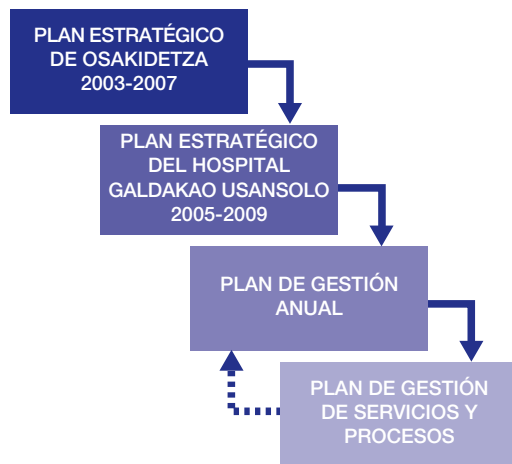 PLAN ESTRATÉGICO
DE OSAKIDETZA
2003-2007
PLAN ESTRATÉGICO
DEL HOSPITAL
GALDAKAO USANSOLO
2005-2009
PLAN DE GESTIÓN
ANUAL
PLAN DE GESTIÓN
DE SERVICIOS Y
PROCESOS